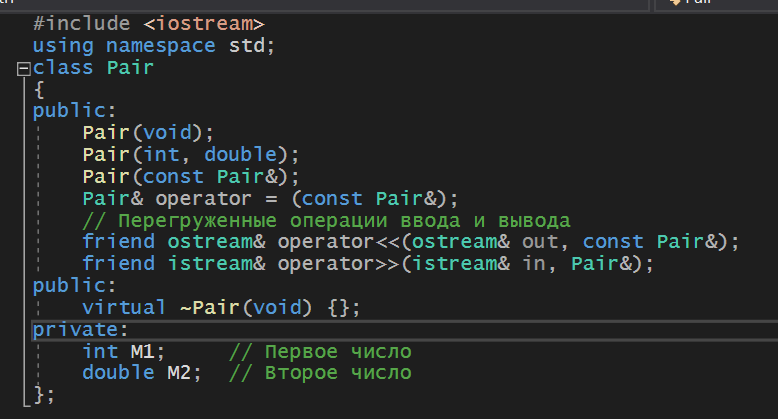 Pair
#include <iostream>
using namespace std;
class Pair
{
public:
    Pair(void);
    Pair(int, double);
    Pair(const Pair&);
    Pair& operator = (const Pair&);
    // Перегруженные операции ввода и вывода
    friend ostream& operator<<(ostream& out, const Pair&);
    friend istream& operator>>(istream& in, Pair&);
public:
    virtual ~Pair(void) {};
private:
    int M1;      // Первое число
    double M2;  // Второе число
};